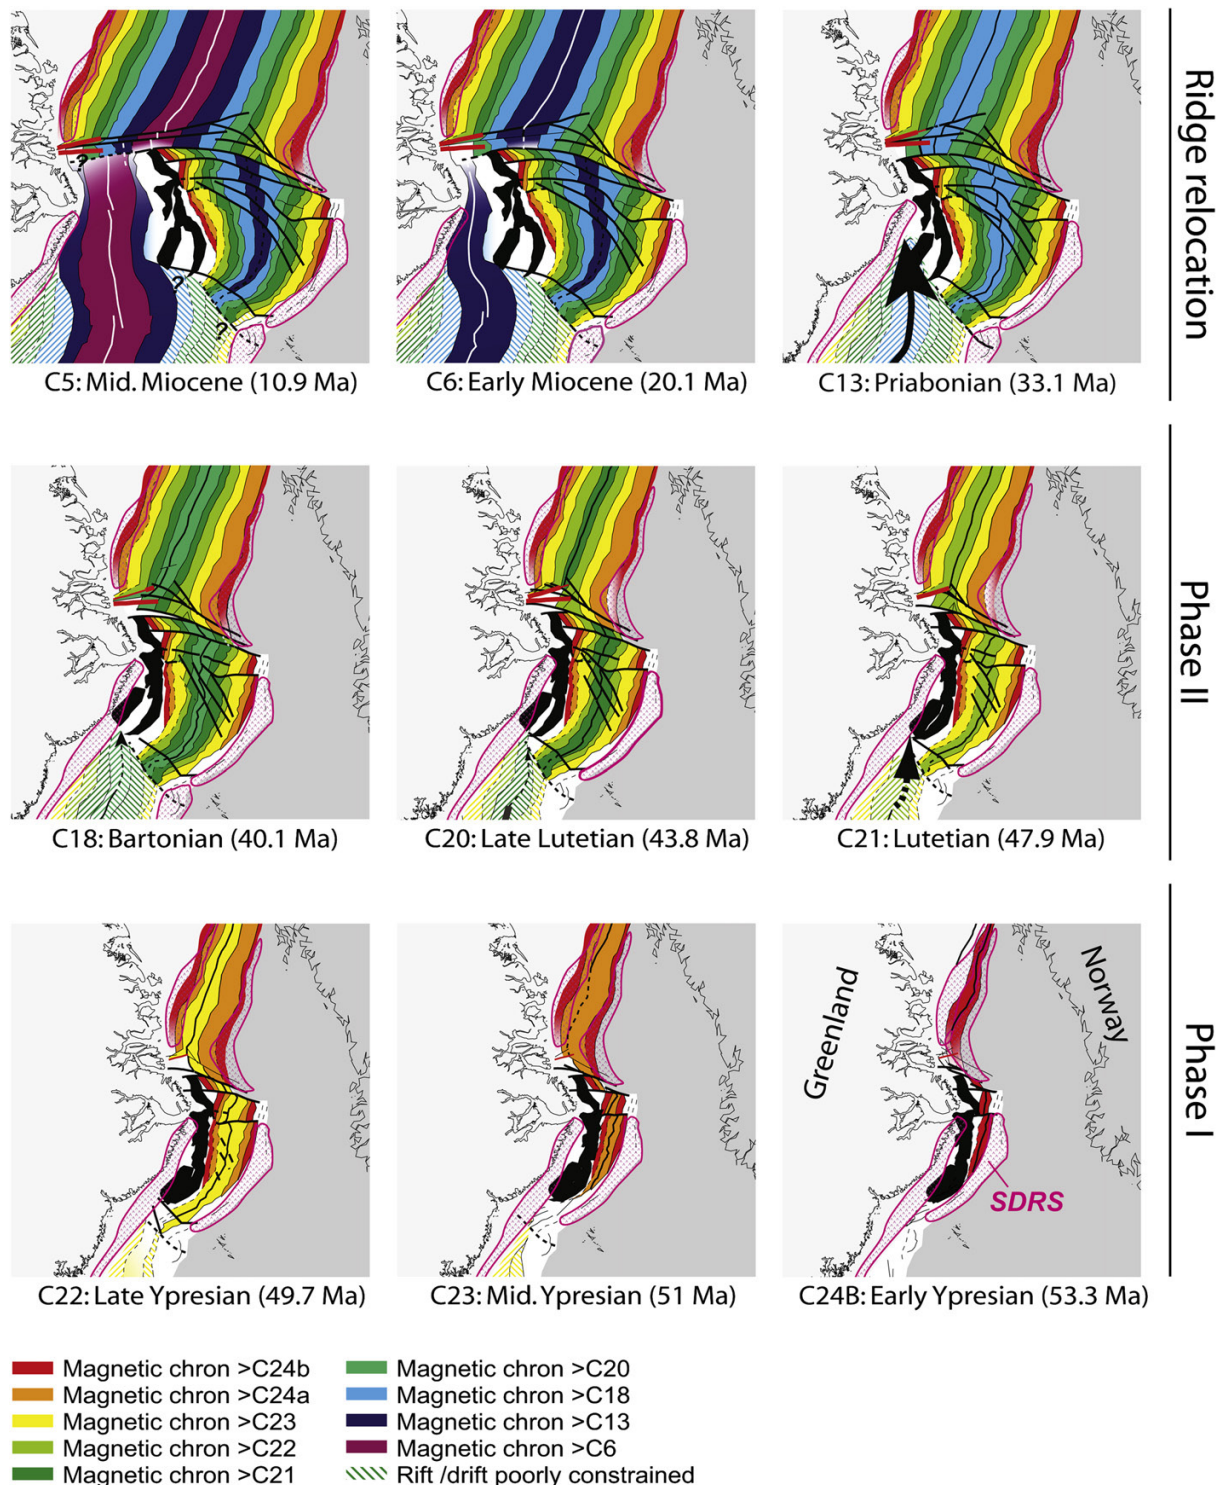 ?
?
?
C5: Mid. Miocene (10.9 Ma)
C6: Early Miocene (20.1 Ma)
C13: Priabonian (33.1 Ma)
Ridge relocation
C18: Bartonian (40.1 Ma)
C20: Late Lutetian (43.8 Ma)
C21: Lutetian (47.9 Ma)
Phase II
Greenland
Norway
SDRS
C22: Late Ypresian (49.7 Ma)
C23: Mid. Ypresian (51 Ma)
C24B: Early Ypresian (53.3 Ma)
Phase I
Magnetic chron >C24b
Magnetic chron >C24a
Magnetic chron >C23
Magnetic chron >C22
Magnetic chron >C21
Magnetic chron >C20
Magnetic chron >C18
Magnetic chron >C13
Magnetic chron >C6
Rift /drift poorly constrained